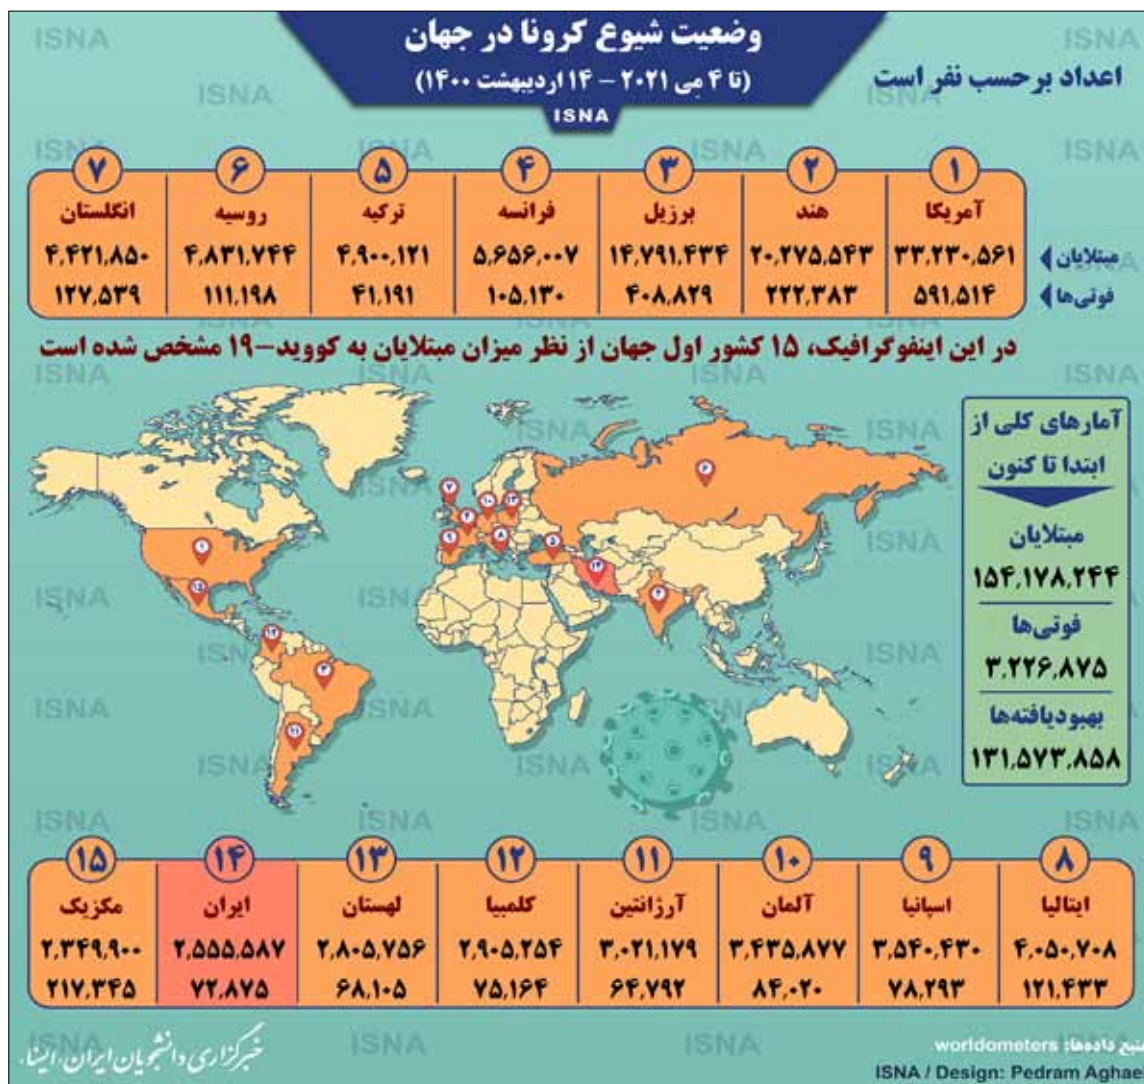 وضعیت شیوع کرونا در جهان
(تا ۴ می ۲۰۲۱ - ۱۴ اردیبهشت ۱۴۰۰)
ISNA
اعداد برحسب نفر است
۱ ۲ ۳ ۴ ۵ ۶ ۷
آمریکا هند برزیل فرانسه ترکیه روسیه انگلستان
مبتلایان ۳۳,۲۳۰,۵۶۱ ۲۰,۲۷۵,۵۴۳ ۱۴,۷۹۱,۴۳۴ ۵,۶۵۶,۰۰۷ ۴,۹۰۰,۱۲۱ ۴,۸۳۱,۷۴۴ ۴,۴۲۱,۸۵۰
فوتی‌ها ۵۹۱,۵۱۴ ۲۲۲,۳۸۳ ۴۰۸,۸۲۹ ۱۰۵,۱۳۰ ۴۱,۱۹۱ ۱۱۱,۱۹۸ ۱۲۷,۵۳۹
در این اینفوگرافیک، ۱۵ کشور اول جهان از نظر میزان مبتلایان به کووید-۱۹ مشخص شده است
آمارهای کلی از
ابتدا تا کنون
مبتلایان
۱۵۴,۱۷۸,۲۴۴
فوتی‌ها
۳,۲۲۶,۸۷۵
بهبودیافته‌ها
۱۳۱,۵۷۳,۸۵۸
۸ ۹ ۱۰ ۱۱ ۱۲ ۱۳ ۱۴ ۱۵
ایتالیا اسپانیا آلمان آرژانتین کلمبیا لهستان ایران مکزیک
۴,۰۵۰,۷۰۸ ۳,۵۴۰,۴۳۰ ۳,۴۳۵,۸۷۷ ۳,۰۲۱,۱۷۹ ۲,۹۰۵,۲۵۴ ۲,۸۰۵,۷۵۶ ۲,۵۵۵,۵۸۷ ۲,۳۴۹,۹۰۰
۱۲۱,۴۳۳ ۷۸,۲۹۳ ۸۴,۰۲۰ ۶۴,۷۹۲ ۷۵,۱۶۴ ۶۸,۱۰۵ ۷۲,۸۷۵ ۲۱۷,۳۴۵
منبع داده‌ها: worldometers
ISNA / Design: Pedram Aghaei
خبرگزاری دانشجویان ایران، ایسنا،